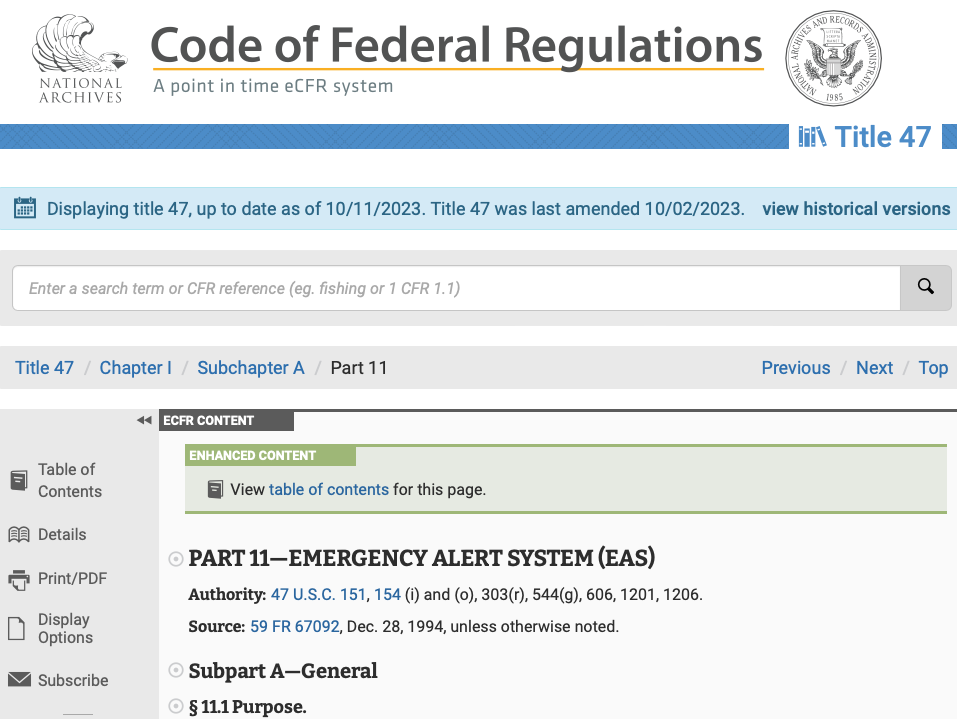 NATIONAL
ARCHIVES
Code of Federal Regulations
A point in time eCFR system
NATIONAL ARCHIVES AND RECORDS ADMINISTRATION
1985
Title 47
Displaying title 47, up to date as of 10/11/2023. Title 47 was last amended 10/02/2023. view historical versions
Enter a search term or CFR reference (eg. fishing or 1 CFR 1.1)
Title 47 / Chapter I / Subchapter A / Part 11
Previous / Next / Top
Table of
Contents
Details
Print/PDF
Display
Options
Subscribe
ECFR CONTENT
ENHANCED CONTENT
View table of contents for this page.
PART 11—EMERGENCY ALERT SYSTEM (EAS)
Authority: 47 U.S.C. 151, 154 (i) and (o), 303(r), 544(g), 606, 1201, 1206.
Source: 59 FR 67092, Dec. 28, 1994, unless otherwise noted.
Subpart A—General
§ 11.1 Purpose.